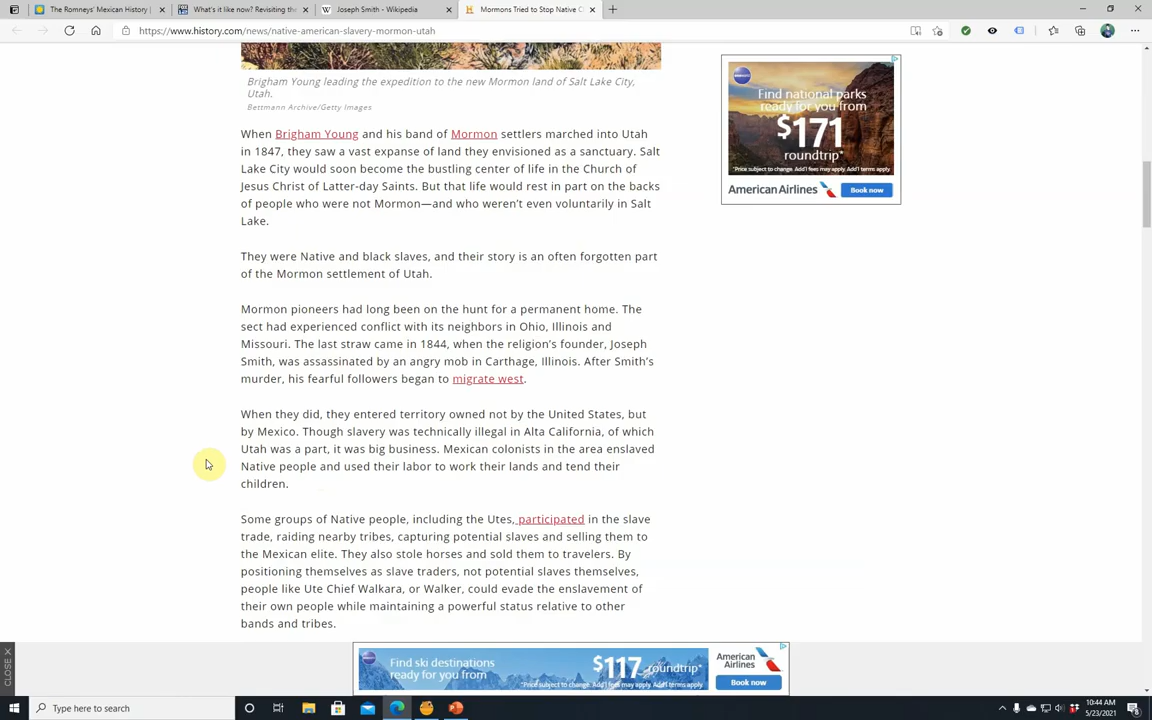 The Romneys' Mexican History |
What's it like now? Revisiting the
Joseph Smith - Wikipedia
Mormons Tried to Stop Native C
https://www.history.com/news/native-american-slavery-mormon-utah
Brigham Young leading the expedition to the new Mormon land of Salt Lake City,
Utah.
Bettmann Archive/Getty Images
When Brigham Young and his band of Mormon settlers marched into Utah
in 1847, they saw a vast expanse of land they envisioned as a sanctuary. Salt
Lake City would soon become the bustling center of life in the Church of
Jesus Christ of Latter-day Saints. But that life would rest in part on the backs
of people who were not Mormon—and who weren't even voluntarily in Salt
Lake.
They were Native and black slaves, and their story is an often forgotten part
of the Mormon settlement of Utah.
Mormon pioneers had long been on the hunt for a permanent home. The
sect had experienced conflict with its neighbors in Ohio, Illinois and
Missouri. The last straw came in 1844, when the religion's founder, Joseph
Smith, was assassinated by an angry mob in Carthage, Illinois. After Smith's
murder, his fearful followers began to migrate west.
When they did, they entered territory owned not by the United States, but
by Mexico. Though slavery was technically illegal in Alta California, of which
Utah was a part, it was big business. Mexican colonists in the area enslaved
Native people and used their labor to work their lands and tend their
children.
Some groups of Native people, including the Utes, participated in the slave
trade, raiding nearby tribes, capturing potential slaves and selling them to
the Mexican elite. They also stole horses and sold them to travelers. By
positioning themselves as slave traders, not potential slaves themselves,
people like Ute Chief Walkara, or Walker, could evade the enslavement of
their own people while maintaining a powerful status relative to other
bands and tribes.
Find national parks
ready for you from
$171
roundtrip*
*Price subject to change. Add'l fees may apply. Add'l terms apply.
American Airlines
Book now
CLOSE X
Find ski destinations
ready for you from
$117 roundtrip*
*Price subject to change. Add'l fees may apply. Add'l terms apply.
American
Airlines
Book now
Type here to search
10:44 AM
5/23/2021
8